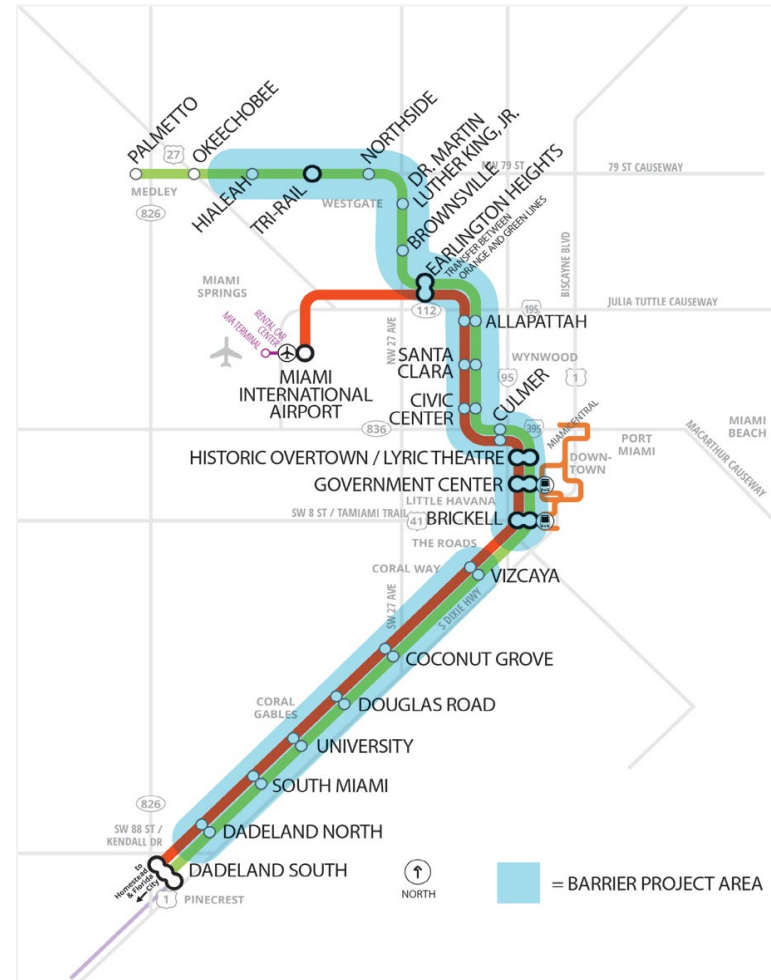 PALMETTO
OKEECHOBEE
27
MEDLEY
826
HIALEAH
TRI-RAIL
WESTGATE
NORTHSIDE
DR. MARTIN
LUTHER KING, JR.
NW 79 ST
79 ST CAUSEWAY
BROWNSVILLE
EARLINGTON HEIGHTS
TRANSFER BETWEEN
ORANGE AND GREEN LINES
BISCAYNE BLVD
MIAMI
SPRINGS
112
195
JULIA TUTTLE CAUSEWAY
RENTAL CAR
CENTER
MIA TERMINAL
NW 27 AVE
ALLAPATTAH
MIAMI
INTERNATIONAL
AIRPORT
SANTA
CLARA
WYNWOOD
95
1
CIVIC
CENTER
CULMER
836
395
MIAMICENTRAL
PORT
MIAMI
MIAMI
BEACH
MACARTHUR CAUSEWAY
HISTORIC OVERTOWN / LYRIC THEATRE
DOWN-
TOWN
GOVERNMENT CENTER
LITTLE HAVANA
SW 8 ST / TAMIAMI TRAIL
41
BRICKELL
THE ROADS
CORAL WAY
VIZCAYA
SW 27 AVE
S DIXIE HWY
COCONUT GROVE
CORAL
GABLES
DOUGLAS ROAD
UNIVERSITY
SOUTH MIAMI
826
SW 88 ST /
KENDALL DR
DADELAND NORTH
DADELAND SOUTH
to
Homestead
& Florida
City
1
PINECREST
NORTH
= BARRIER PROJECT AREA